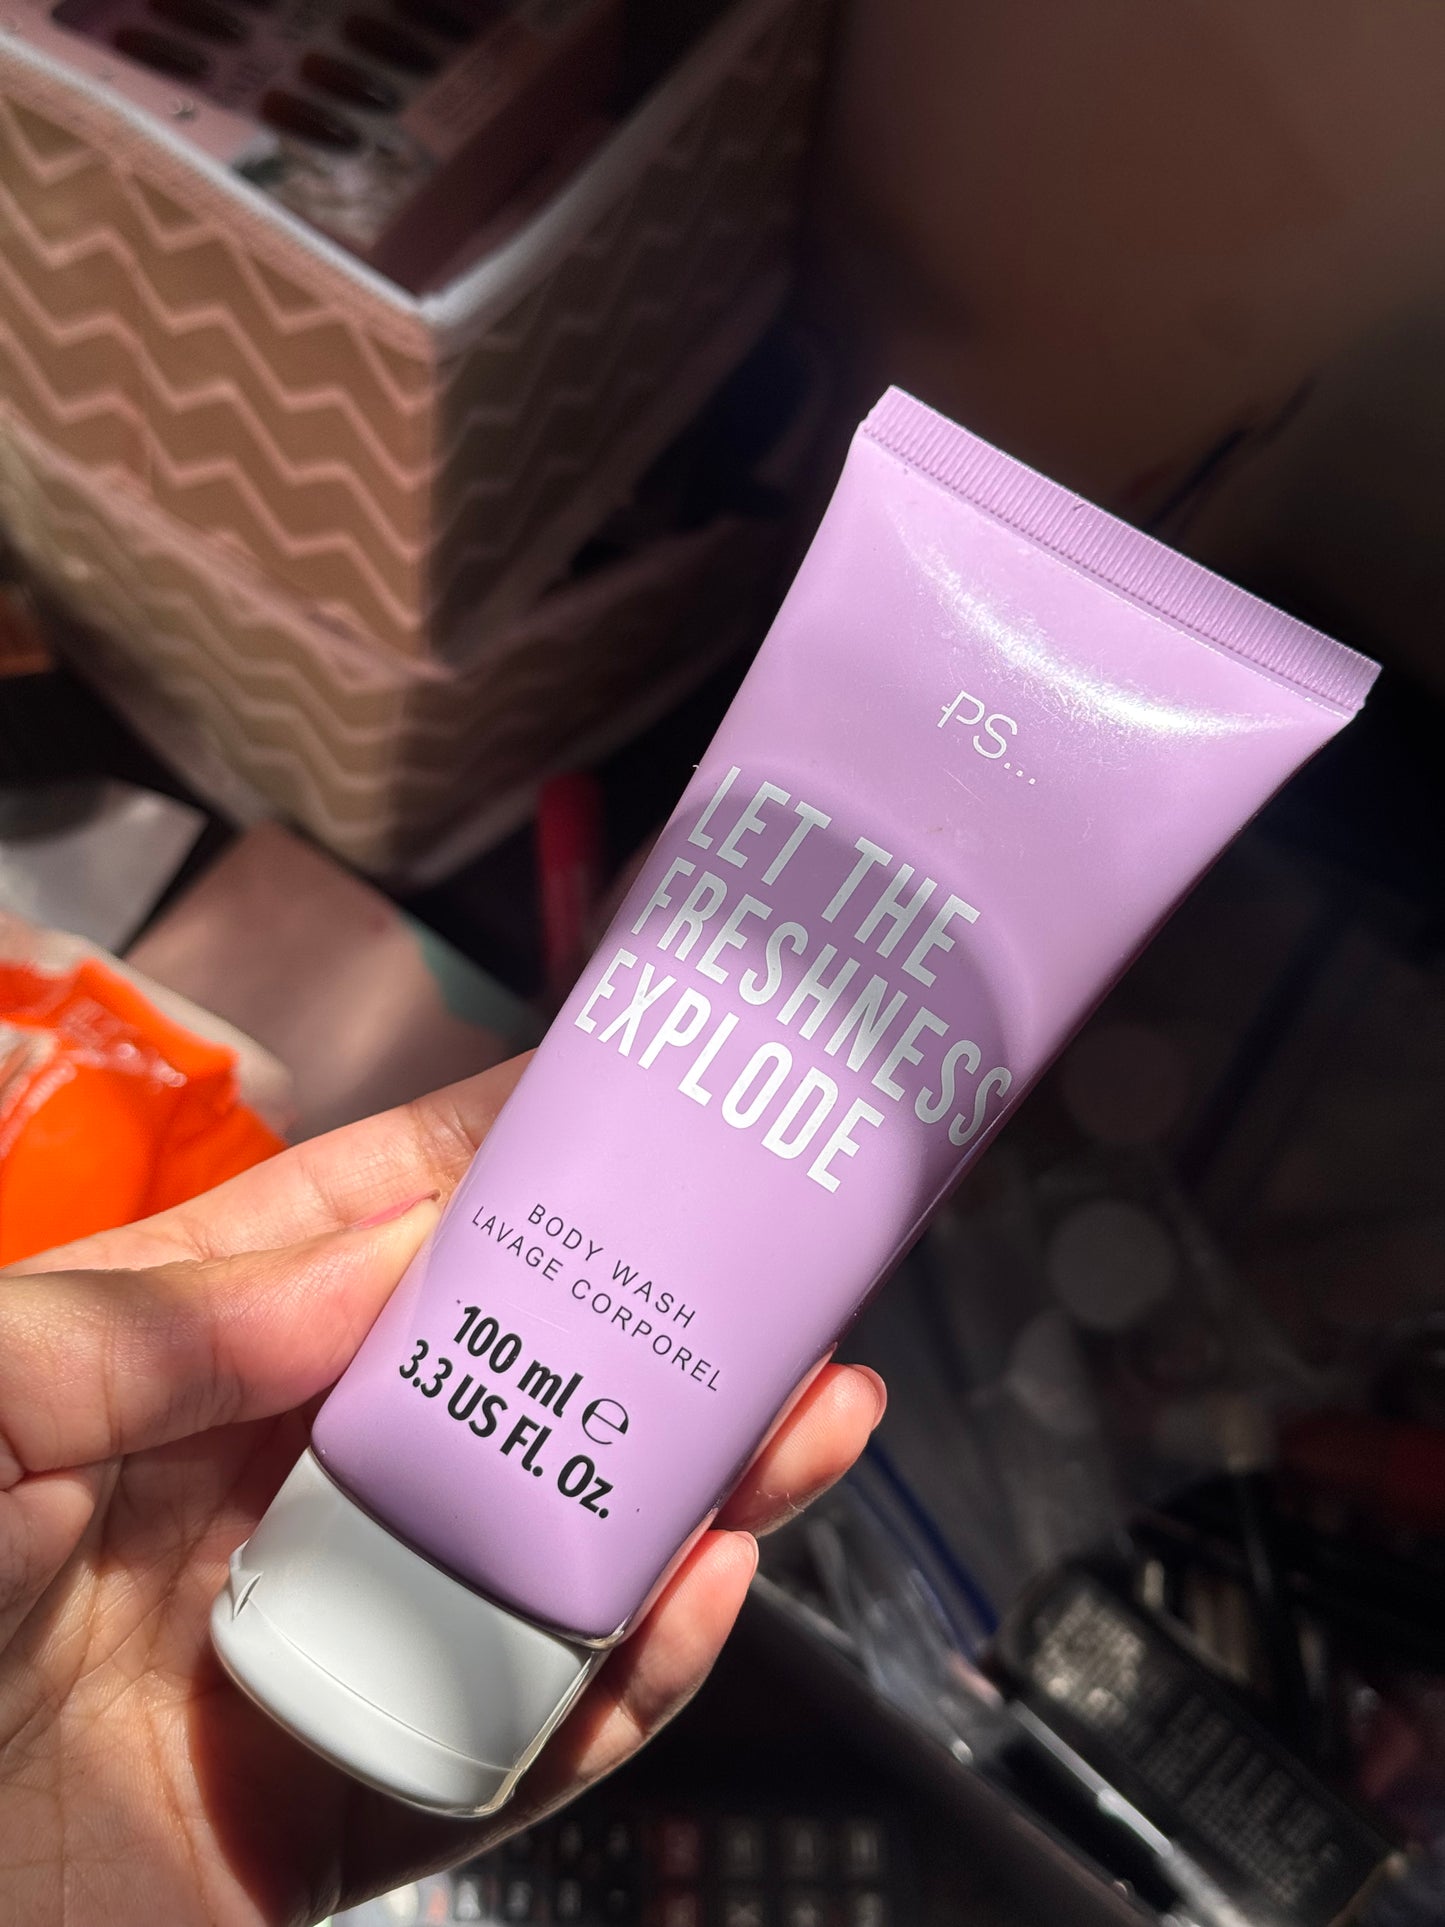 PS...
LET THE
FRESHNESS
EXPLODE
BODY WASH
LAVAGE CORPOREL
100 ml ℮
3.3 US Fl. Oz.